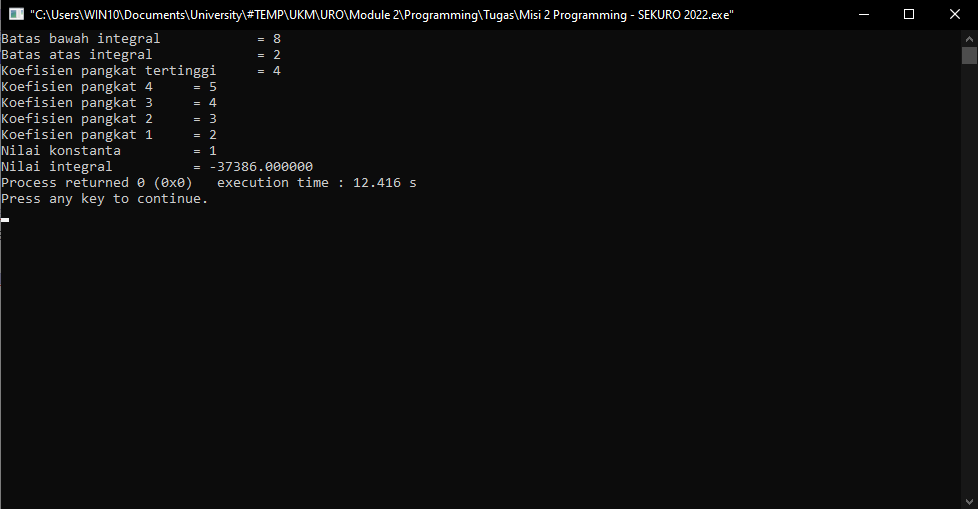 "C:\Users\WIN10\Documents\University\#TEMP\UKM\URO\Module 2\Programming\Tugas\Misi 2 Programming - SEKURO 2022.exe"
Batas bawah integral = 8
Batas atas integral = 2
Koefisien pangkat tertinggi = 4
Koefisien pangkat 4 = 5
Koefisien pangkat 3 = 4
Koefisien pangkat 2 = 3
Koefisien pangkat 1 = 2
Nilai konstanta = 1
Nilai integral = -37386.000000
Process returned 0 (0x0) execution time : 12.416 s
Press any key to continue.